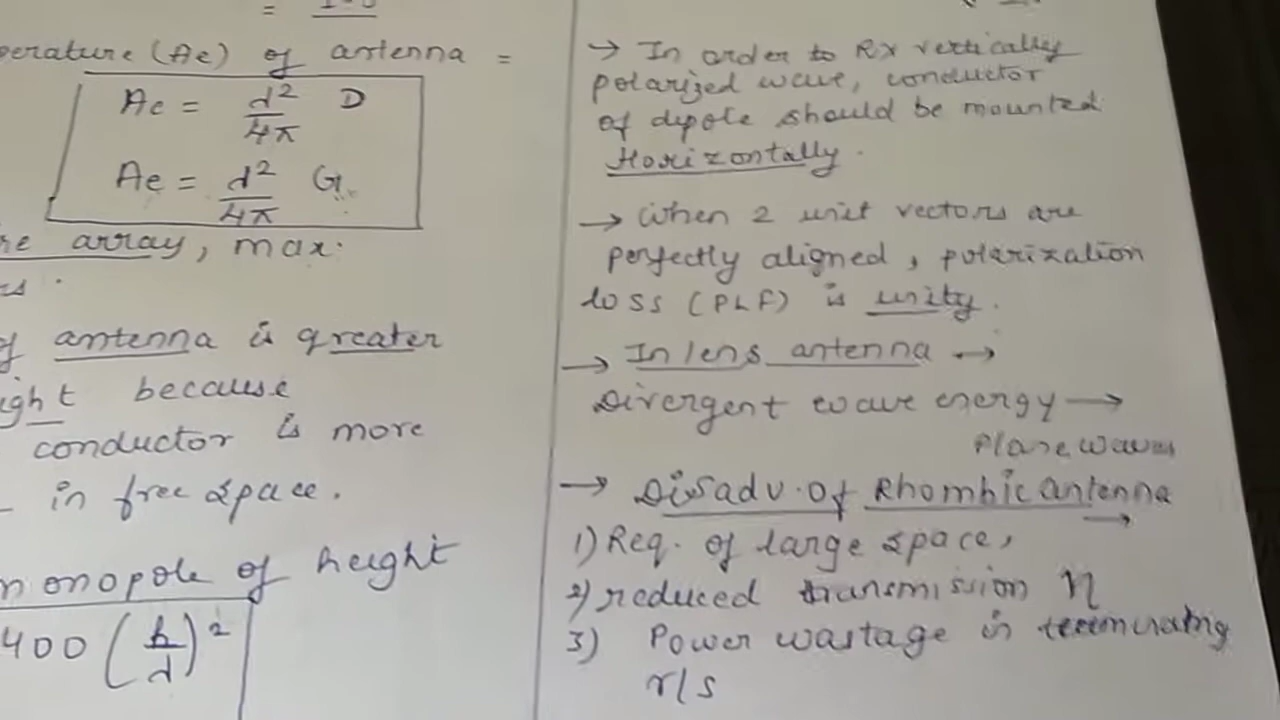 perature (Ae) of antenna =
Ae = λ²/4π D
Ae = λ²/4π G
re array, max.
of antenna is greater
ight because
conductor is more
in free space.
monopole of height
400 (h/λ)²
→ In order to Rx vertically
polarized wave, conductor
of dipole should be mounted
Horizontally.
→ When 2 unit vectors are
perfectly aligned, polarization
loss (PLF) is unity.
→ In lens antenna →
Divergent wave energy →
Plane waves
→ Disadv. of Rhombic antenna
→
1) Req. of large space,
2) reduced transmission η
3) Power wastage in terminating
r/s